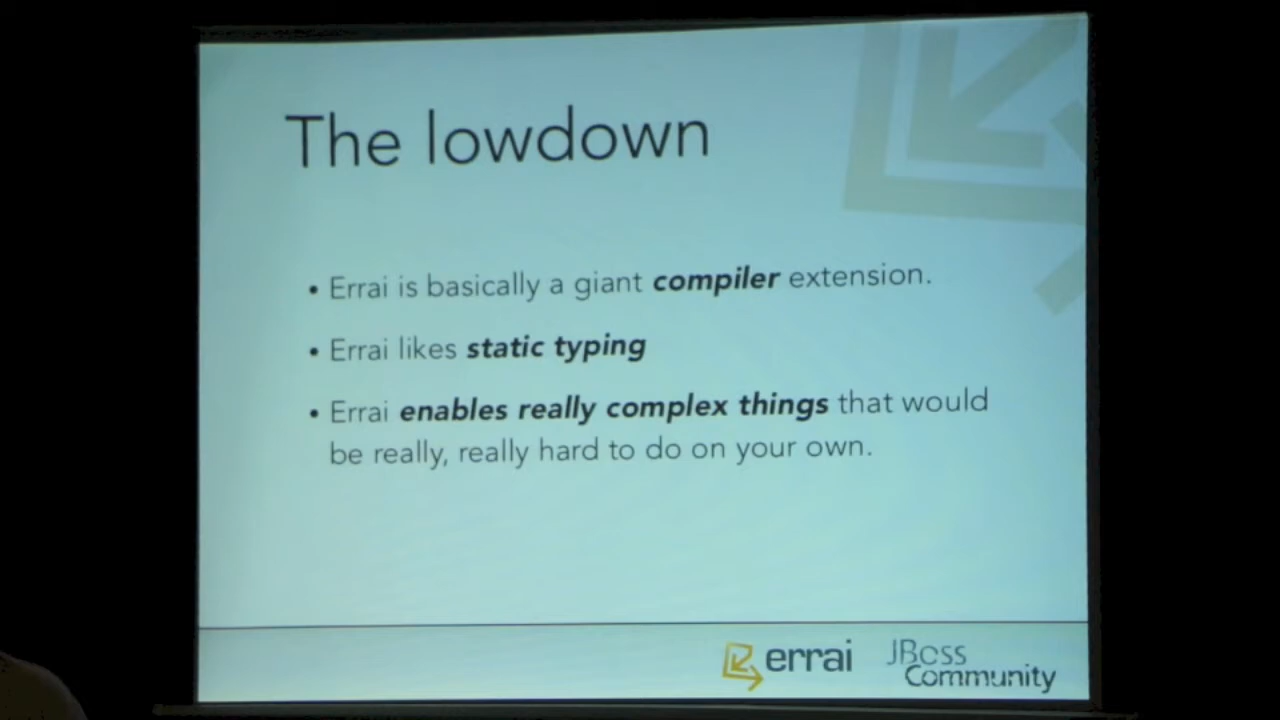 The lowdown
• Errai is basically a giant compiler extension.
• Errai likes static typing
• Errai enables really complex things that would
be really, really hard to do on your own.
errai
JBoss
Community